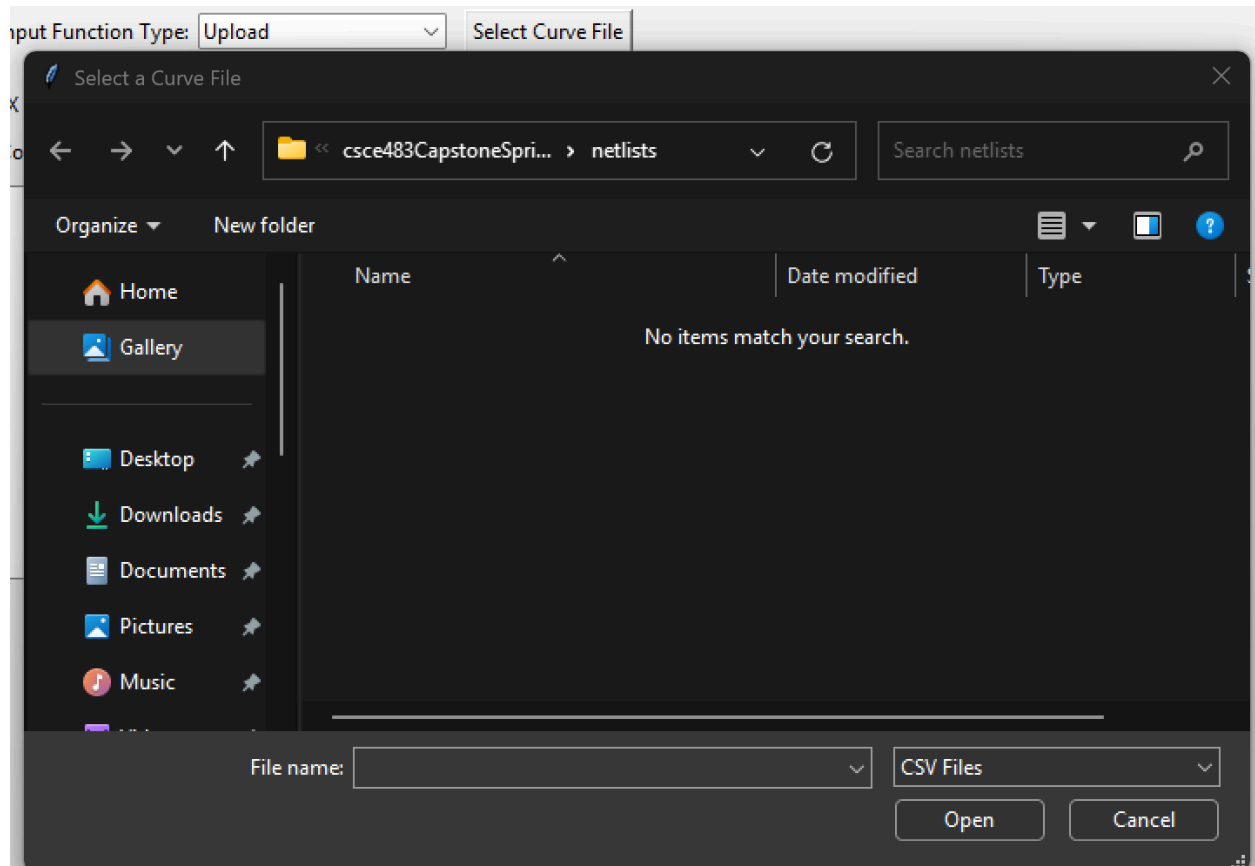 nput Function Type: Upload Select Curve File
Select a Curve File
X
« csce483CapstoneSpri... > netlists Search netlists
Organize New folder
Name Date modified Type
Home
No items match your search.
Gallery
Desktop
Downloads
Documents
Pictures
Music
File name: CSV Files
Open Cancel